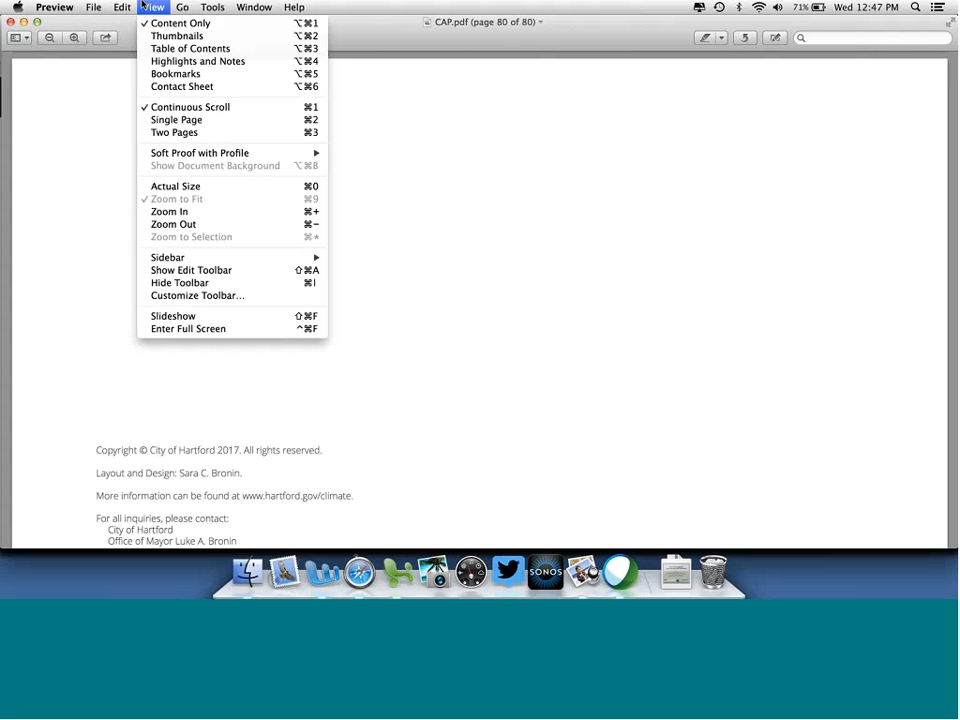 Preview File Edit View Go Tools Window Help 71% Wed 12:47 PM
CAP.pdf (page 80 of 80)
✓ Content Only ⌥⌘1
Thumbnails ⌥⌘2
Table of Contents ⌥⌘3
Highlights and Notes ⌥⌘4
Bookmarks ⌥⌘5
Contact Sheet ⌥⌘6
✓ Continuous Scroll ⌘1
Single Page ⌘2
Two Pages ⌘3
Soft Proof with Profile ▶
Show Document Background ⌥⌘B
Actual Size ⌘0
✓ Zoom to Fit ⌘9
Zoom In ⌘+
Zoom Out ⌘−
Zoom to Selection ⌘*
Sidebar ▶
Show Edit Toolbar ⇧⌘A
Hide Toolbar ⌘I
Customize Toolbar...
Slideshow ⇧⌘F
Enter Full Screen ^⌘F
Copyright © City of Hartford 2017. All rights reserved.
Layout and Design: Sara C. Bronin.
More information can be found at www.hartford.gov/climate.
For all inquiries, please contact:
City of Hartford
Office of Mayor Luke A. Bronin
SONOS